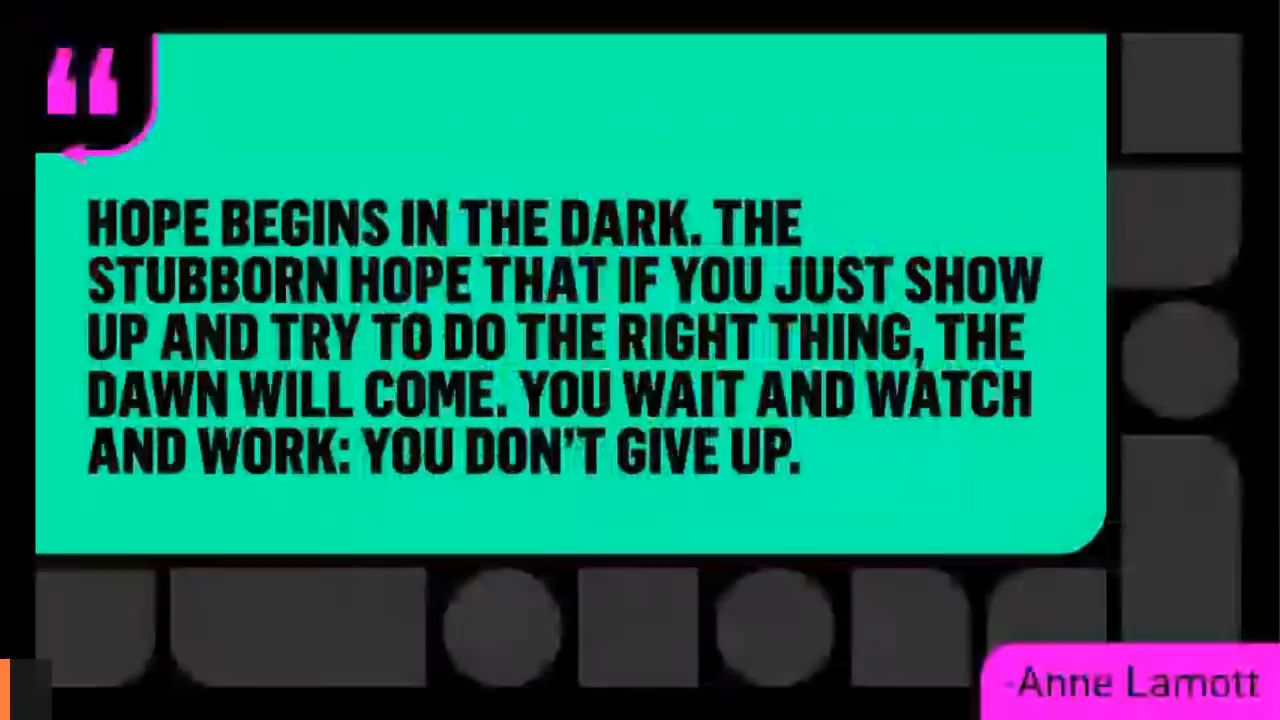 “
HOPE BEGINS IN THE DARK. THE
STUBBORN HOPE THAT IF YOU JUST SHOW
UP AND TRY TO DO THE RIGHT THING, THE
DAWN WILL COME. YOU WAIT AND WATCH
AND WORK: YOU DON’T GIVE UP.
-Anne Lamott